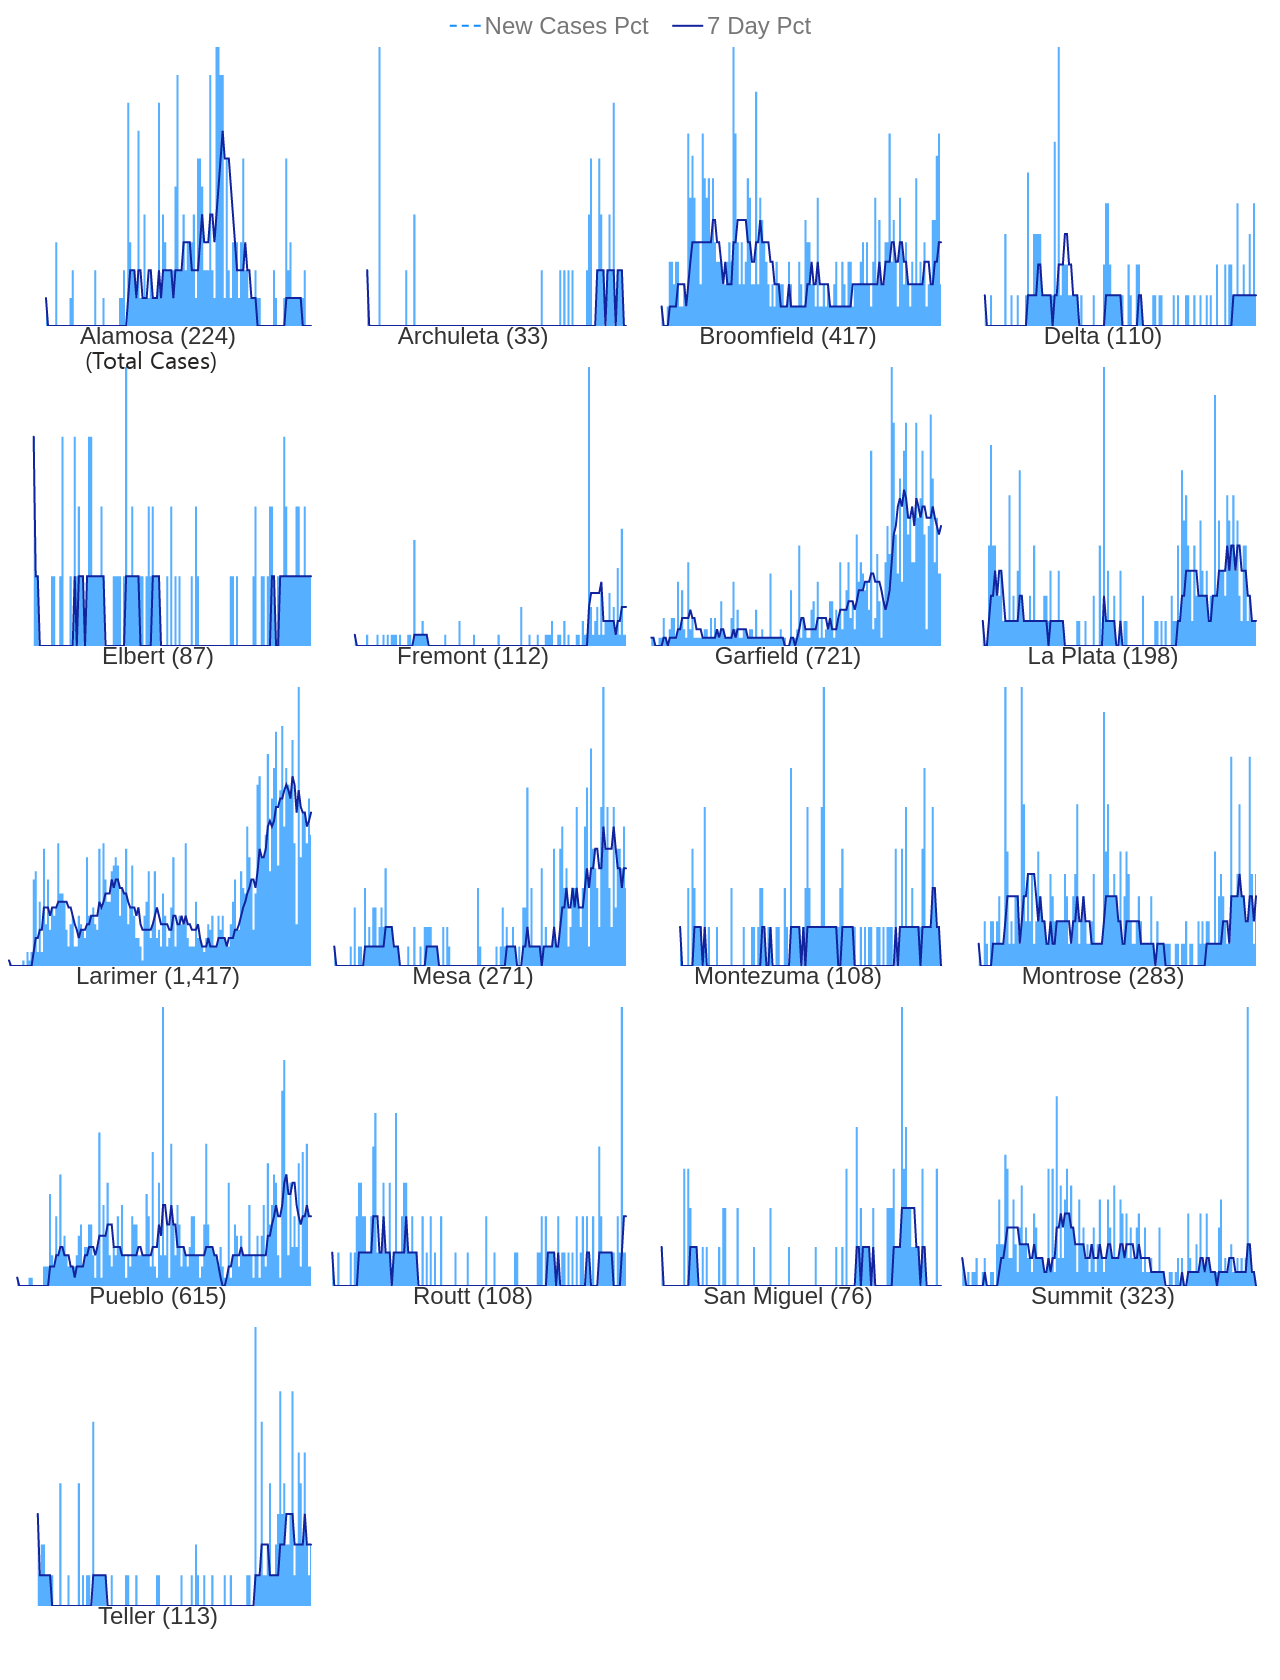 New Cases Pct 7 Day Pct
Alamosa (224) Archuleta (33) Broomfield (417) Delta (110)
(Total Cases)
Elbert (87) Fremont (112) Garfield (721) La Plata (198)
Larimer (1,417) Mesa (271) Montezuma (108) Montrose (283)
Pueblo (615) Routt (108) San Miguel (76) Summit (323)
Teller (113)